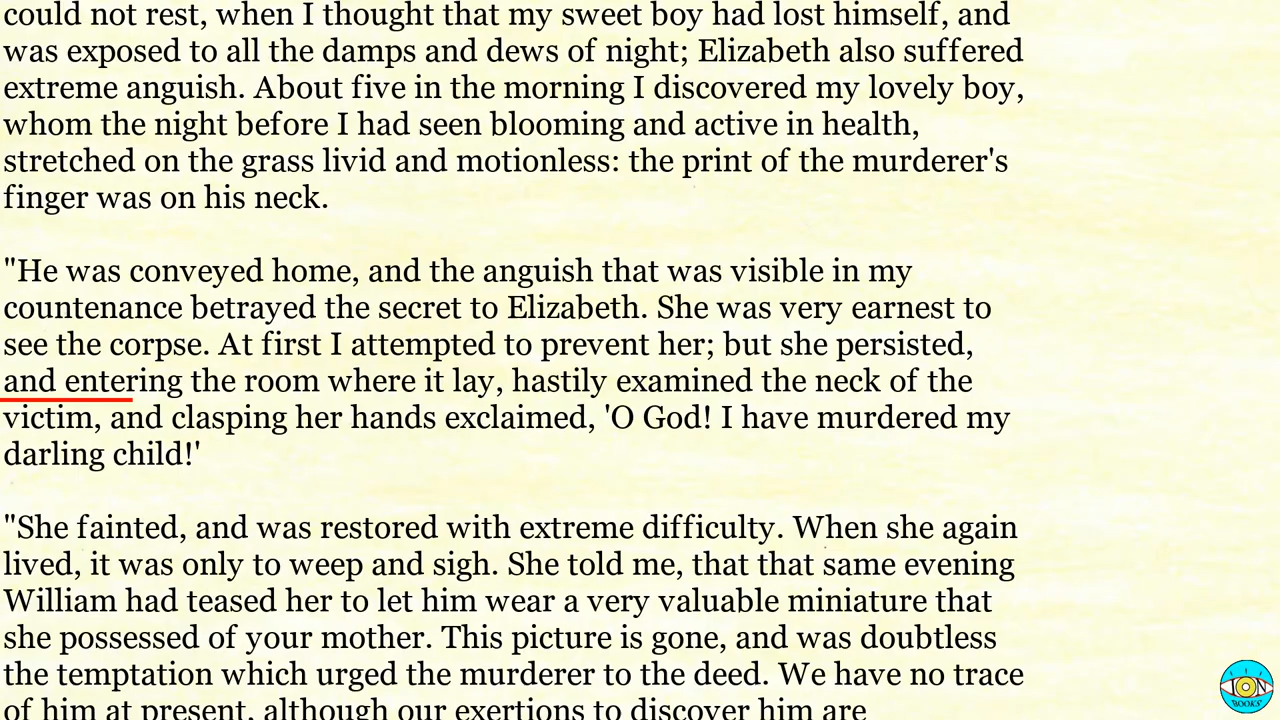 could not rest, when I thought that my sweet boy had lost himself, and
was exposed to all the damps and dews of night; Elizabeth also suffered
extreme anguish. About five in the morning I discovered my lovely boy,
whom the night before I had seen blooming and active in health,
stretched on the grass livid and motionless: the print of the murderer's
finger was on his neck.
"He was conveyed home, and the anguish that was visible in my
countenance betrayed the secret to Elizabeth. She was very earnest to
see the corpse. At first I attempted to prevent her; but she persisted,
and entering the room where it lay, hastily examined the neck of the
victim, and clasping her hands exclaimed, 'O God! I have murdered my
darling child!'
"She fainted, and was restored with extreme difficulty. When she again
lived, it was only to weep and sigh. She told me, that that same evening
William had teased her to let him wear a very valuable miniature that
she possessed of your mother. This picture is gone, and was doubtless
the temptation which urged the murderer to the deed. We have no trace
of him at present, although our exertions to discover him are
ION
BOOKS